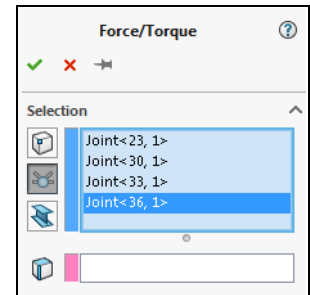 Force/Torque
Selection
Joint<23, 1>
Joint<30, 1>
Joint<33, 1>
Joint<36, 1>